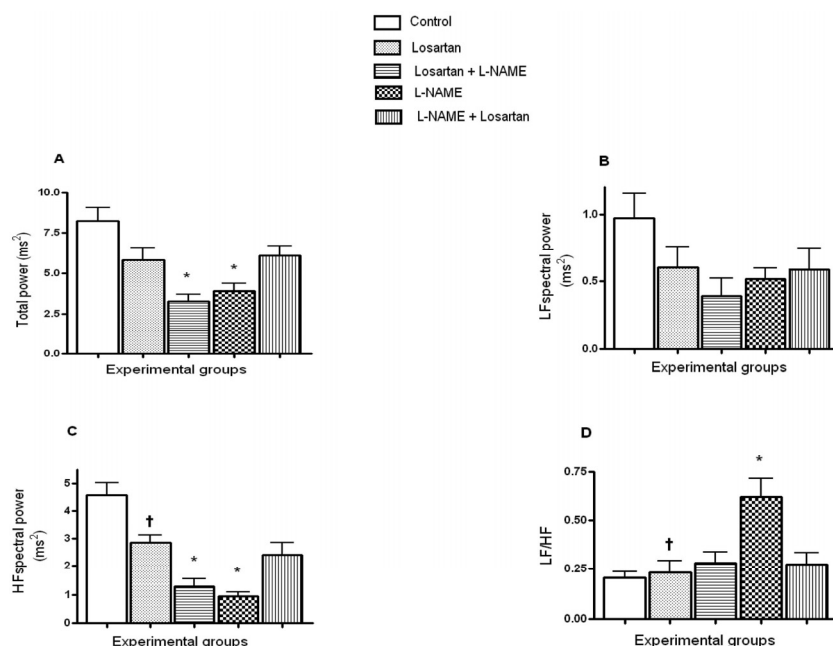 Control
Losartan
Losartan + L-NAME
L-NAME
L-NAME + Losartan
A
10.0
7.5
5.0
2.5
0.0
Total power (ms²)
*
*
Experimental groups
B
1.0
0.5
0.0
LFspectral power
(ms²)
Experimental groups
C
5
4
3
2
1
0
HFspectral power
(ms²)
†
*
*
Experimental groups
D
0.75
0.50
0.25
0.00
LF/HF
†
*
Experimental groups